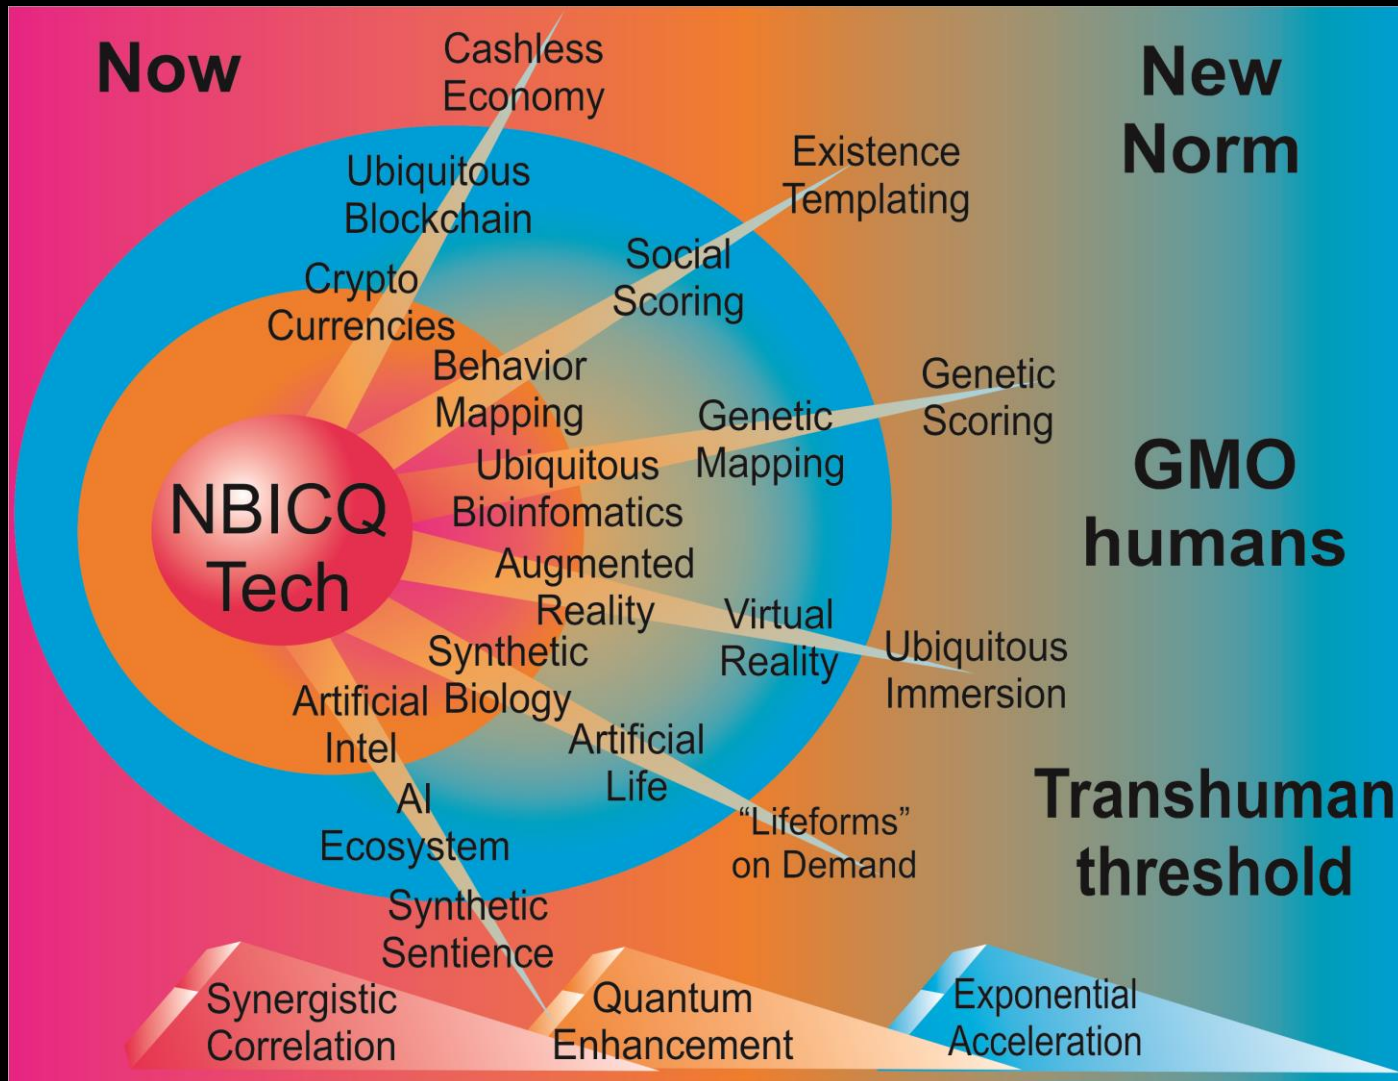 Now
New
Norm
Cashless
Economy
Ubiquitous
Blockchain
Crypto
Currencies
Existence
Templating
Social
Scoring
Behavior
Mapping
Genetic
Scoring
Genetic
Mapping
Ubiquitous
Bioinfomatics
NBICQ
Tech
GMO
humans
Augmented
Reality
Virtual
Reality
Ubiquitous
Immersion
Synthetic
Biology
Artificial
Life
"Lifeforms"
on Demand
Artificial
Intel
AI
Ecosystem
Synthetic
Sentience
Transhuman
threshold
Synergistic
Correlation
Quantum
Enhancement
Exponential
Acceleration